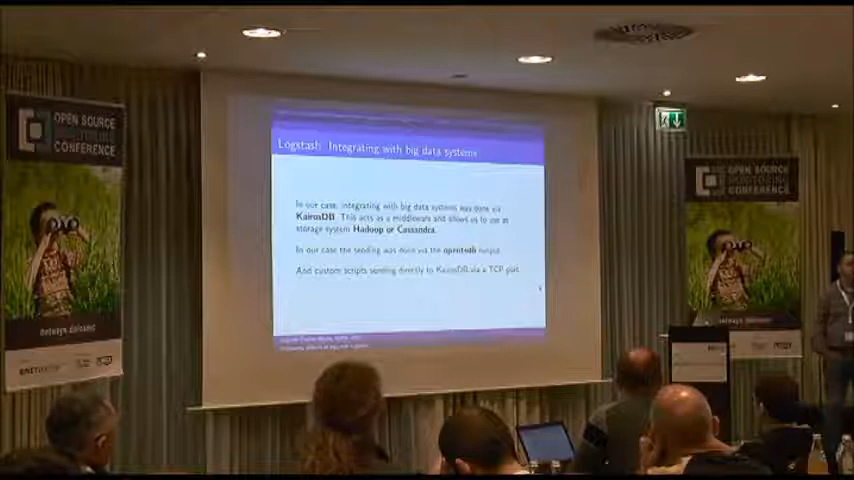 OPEN SOURCE
MONITORING
CONFERENCE
Logstash: Integrating with big data systems
In our case, integrating with big data systems was done via
KairosDB. This acts as a middleware and allows us to use as
storage system Hadoop or Cassandra.
In our case the sending was done via the opentsdb output.
And custom scripts sending directly to KairosDB via a TCP port.
OPEN SOURCE
MONITORING
CONFERENCE